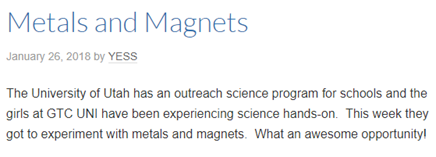 Metals and Magnets
January 26, 2018 by YESS
The University of Utah has an outreach science program for schools and the
girls at GTC UNI have been experiencing science hands-on.  This week they
got to experiment with metals and magnets.  What an awesome opportunity!